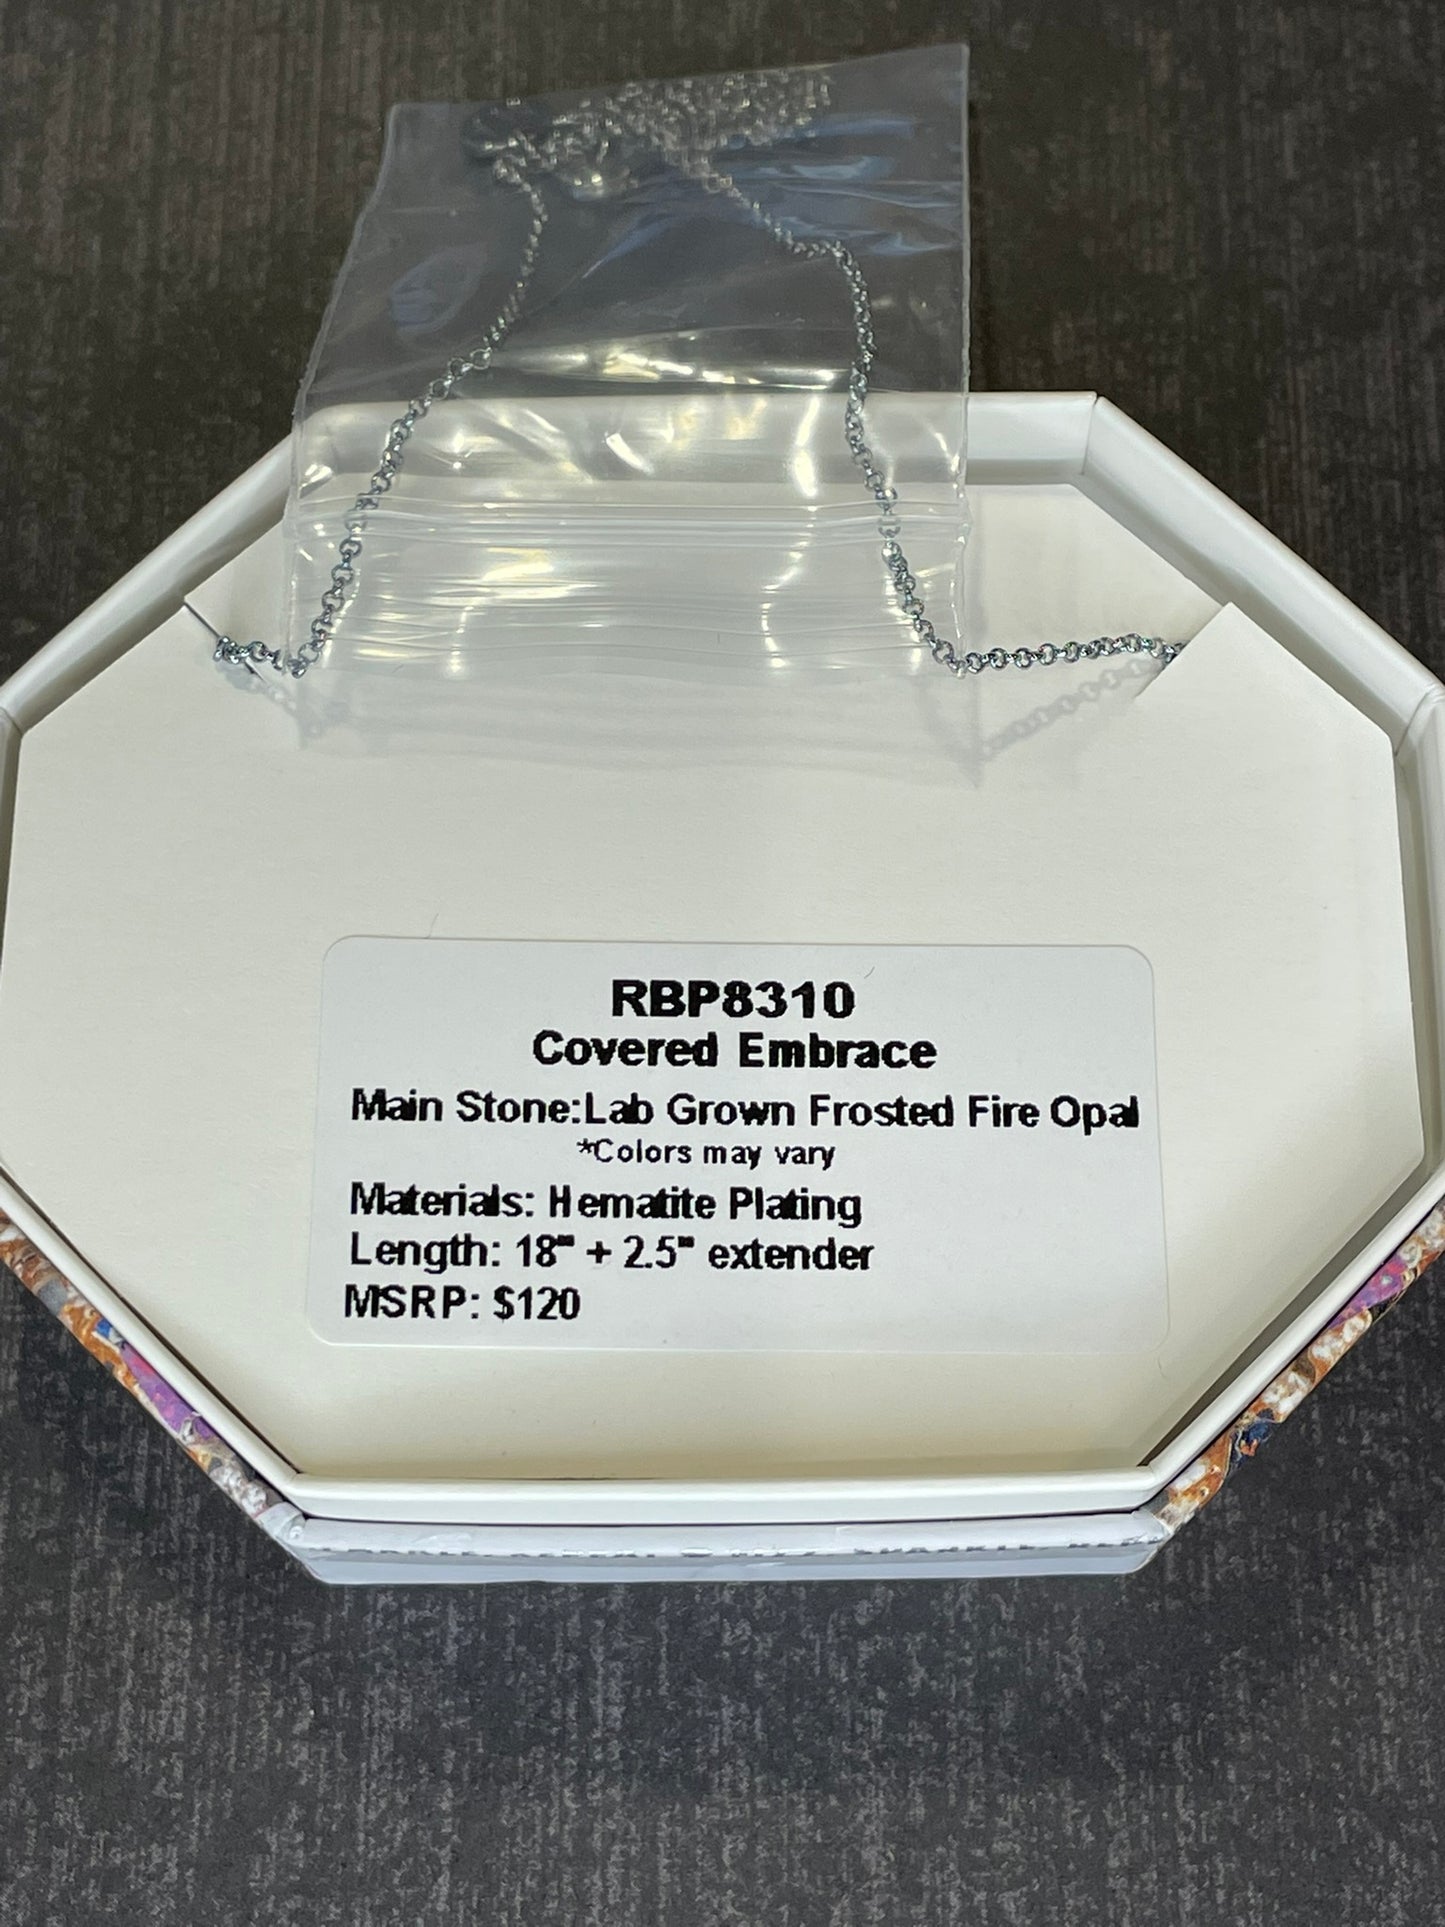 RBP8310
Covered Embrace
Main Stone:Lab Grown Frosted Fire Opal
*Colors may vary
Materials: Hematite Plating
Length: 18" + 2.5" extender
MSRP: $120